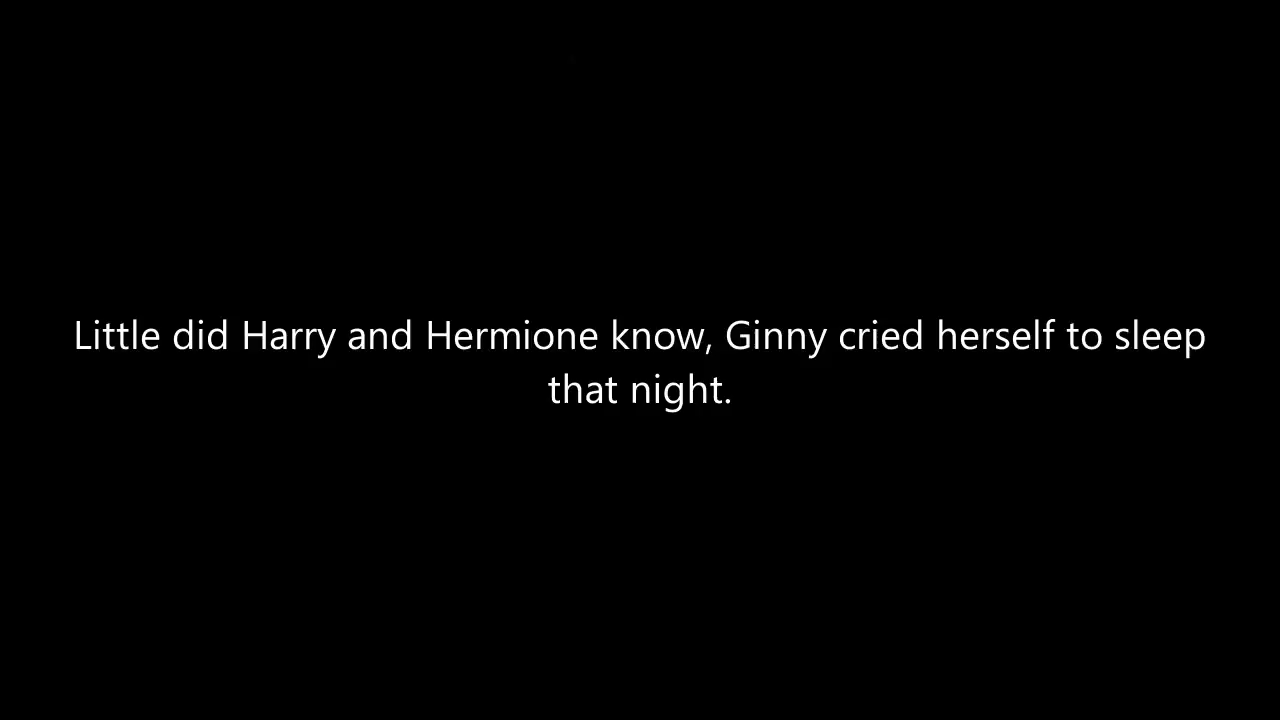 Little did Harry and Hermione know, Ginny cried herself to sleep
that night.